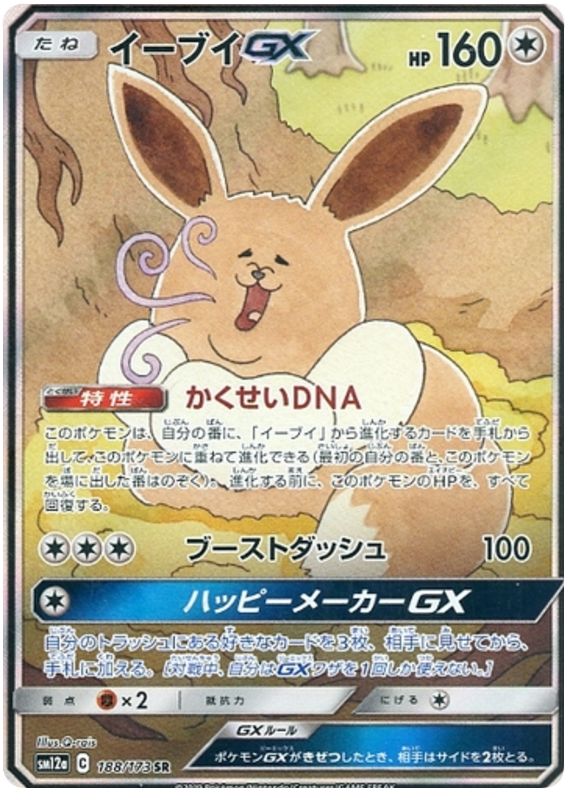 たね イーブイGX HP 160
特性 かくせいDNA
このポケモンは、自分の番に、「イーブイ」から進化するカードを手札から
出して、このポケモンに重ねて進化できる(最初の自分の番と、このポケモン
を場に出した番はのぞく)。進化する前に、このポケモンのHPを、すべて
回復する。
ブーストダッシュ 100
ハッピーメーカーGX
自分のトラッシュにある好きなカードを3枚、相手に見せてから、
手札に加える。[対戦中、自分はGXワザを1回しか使えない。]
弱点 ×2 抵抗力 にげる
Illus.Q-rais
GXルール
sm12a C 188/173 SR
ポケモンGXがきぜつしたとき、相手はサイドを2枚とる。
©2019 Pokémon/Nintendo/Creatures/GAME FREAK